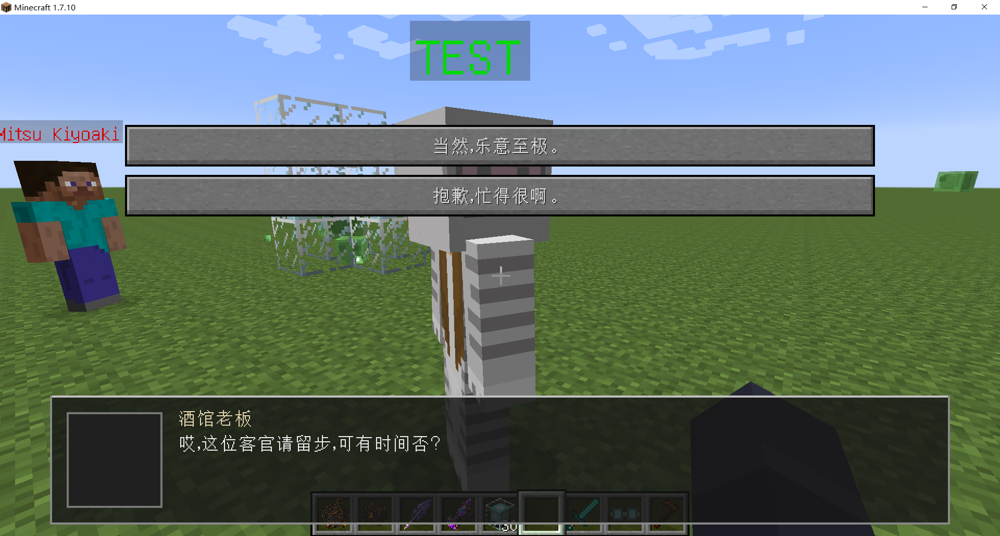 Minecraft 1.7.10
TEST
Mitsu Kiyoaki
当然,乐意至极。
抱歉,忙得很啊。
酒馆老板
哎,这位客官请留步,可有时间否?